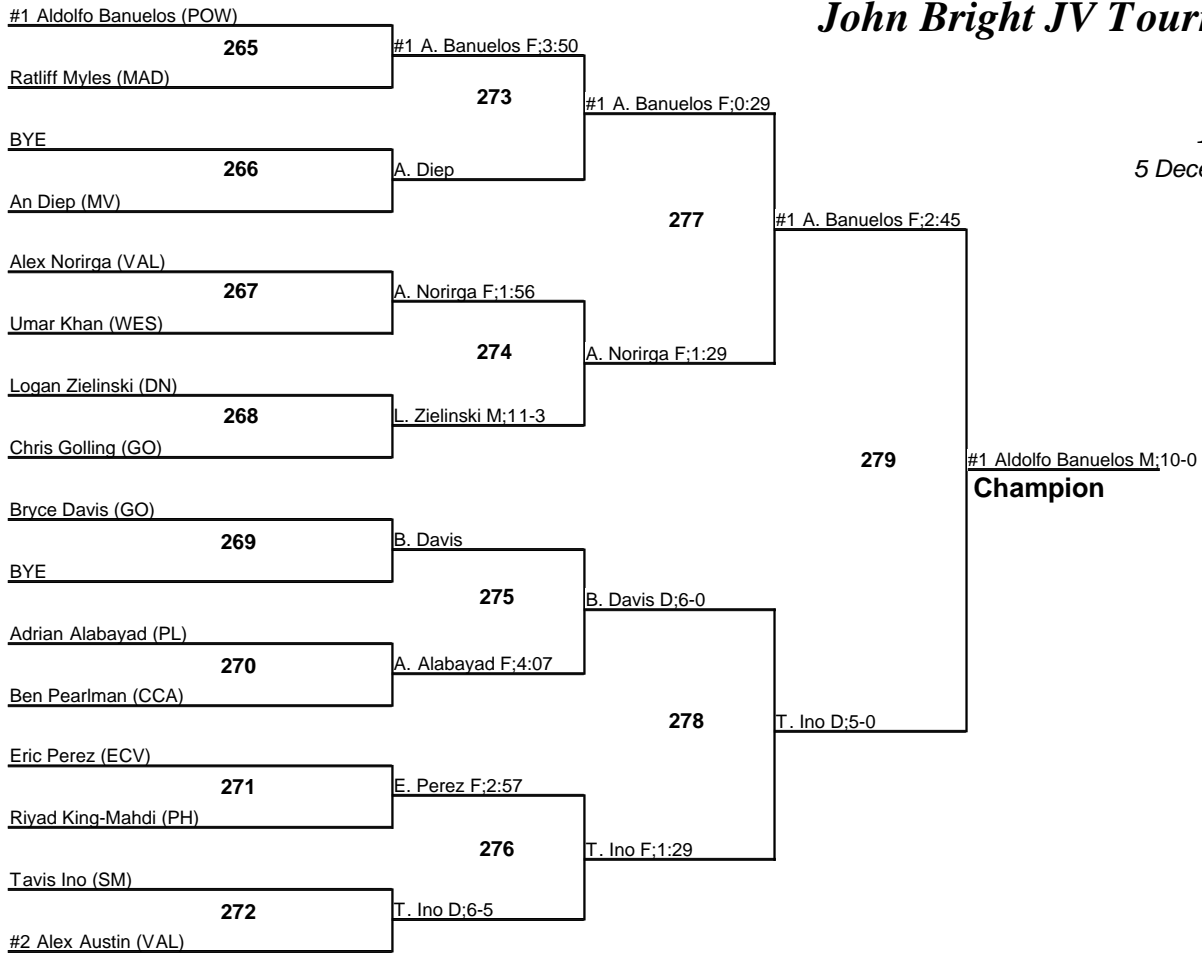 John Bright JV
5 Dece
#1 Aldolfo Banuelos (POW)
265
Ratliff Myles (MAD)
#1 A. Banuelos F;3:50
273
BYE
266
An Diep (MV)
A. Diep
#1 A. Banuelos F;0:29
277
Alex Norirga (VAL)
267
Umar Khan (WES)
A. Norirga F;1:56
274
Logan Zielinski (DN)
268
Chris Golling (GO)
L. Zielinski M;11-3
A. Norirga F;1:29
#1 A. Banuelos F;2:45
279
#1 Aldolfo Banuelos M;10-0
Champion
Bryce Davis (GO)
269
BYE
B. Davis
275
Adrian Alabayad (PL)
270
Ben Pearlman (CCA)
A. Alabayad F;4:07
B. Davis D;6-0
278
T. Ino D;5-0
Eric Perez (ECV)
271
Riyad King-Mahdi (PH)
E. Perez F;2:57
276
T. Ino F;1:29
Tavis Ino (SM)
272
#2 Alex Austin (VAL)
T. Ino D;6-5